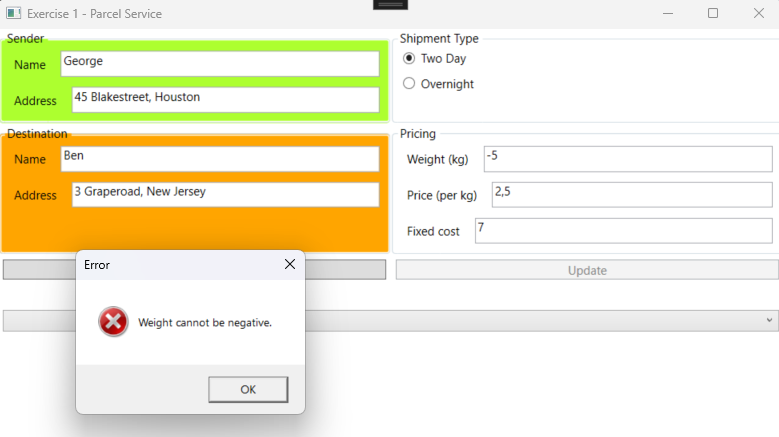 Exercise 1 - Parcel Service
Sender
Name George
Address 45 Blakestreet, Houston
Shipment Type
Two Day
Overnight
Destination
Name Ben
Address 3 Graperoad, New Jersey
Pricing
Weight (kg) -5
Price (per kg) 2,5
Fixed cost 7
Update
Error
Weight cannot be negative.
OK